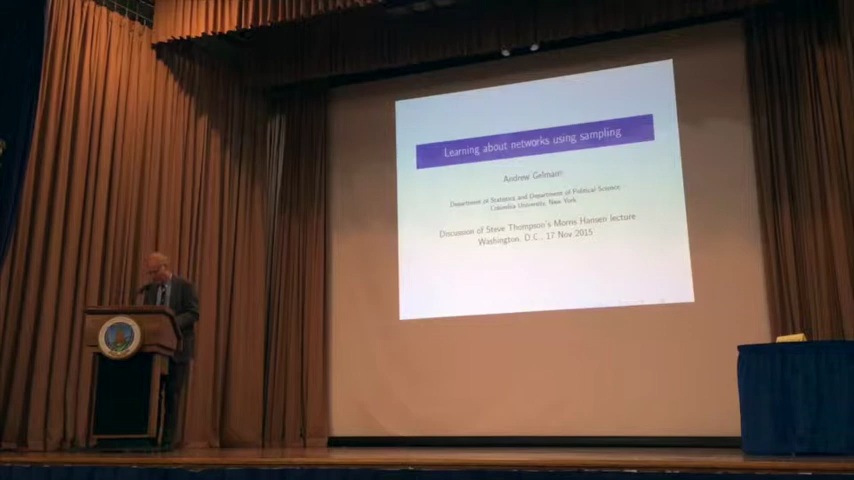 Learning about networks using sampling
Andrew Gelman
Department of Statistics and Department of Political Science
Columbia University, New York
Discussion of Steve Thompson's Morris Hansen lecture
Washington, D.C., 17 Nov 2015